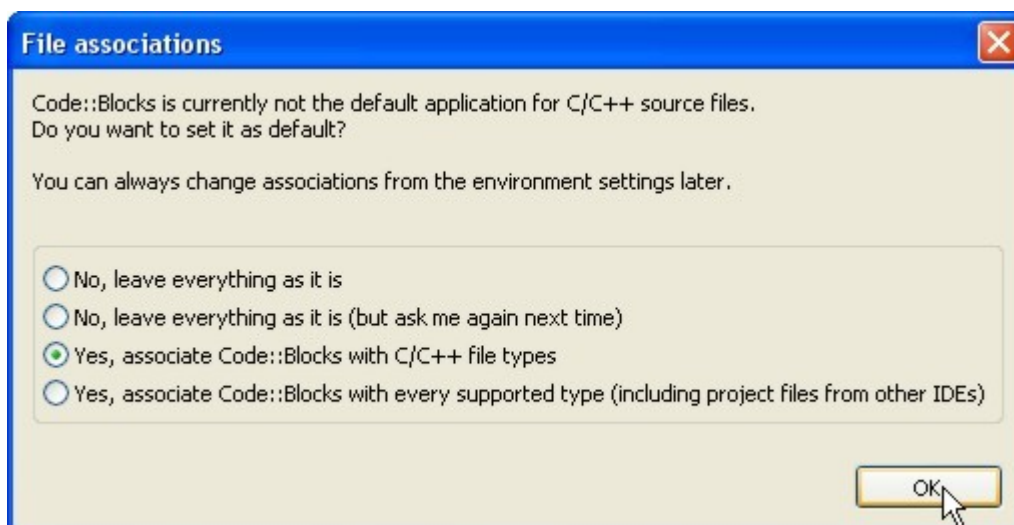 File associations
Code::Blocks is currently not the default application for C/C++ source files.
Do you want to set it as default?
You can always change associations from the environment settings later.
No, leave everything as it is
No, leave everything as it is (but ask me again next time)
Yes, associate Code::Blocks with C/C++ file types
Yes, associate Code::Blocks with every supported type (including project files from other IDEs)
OK